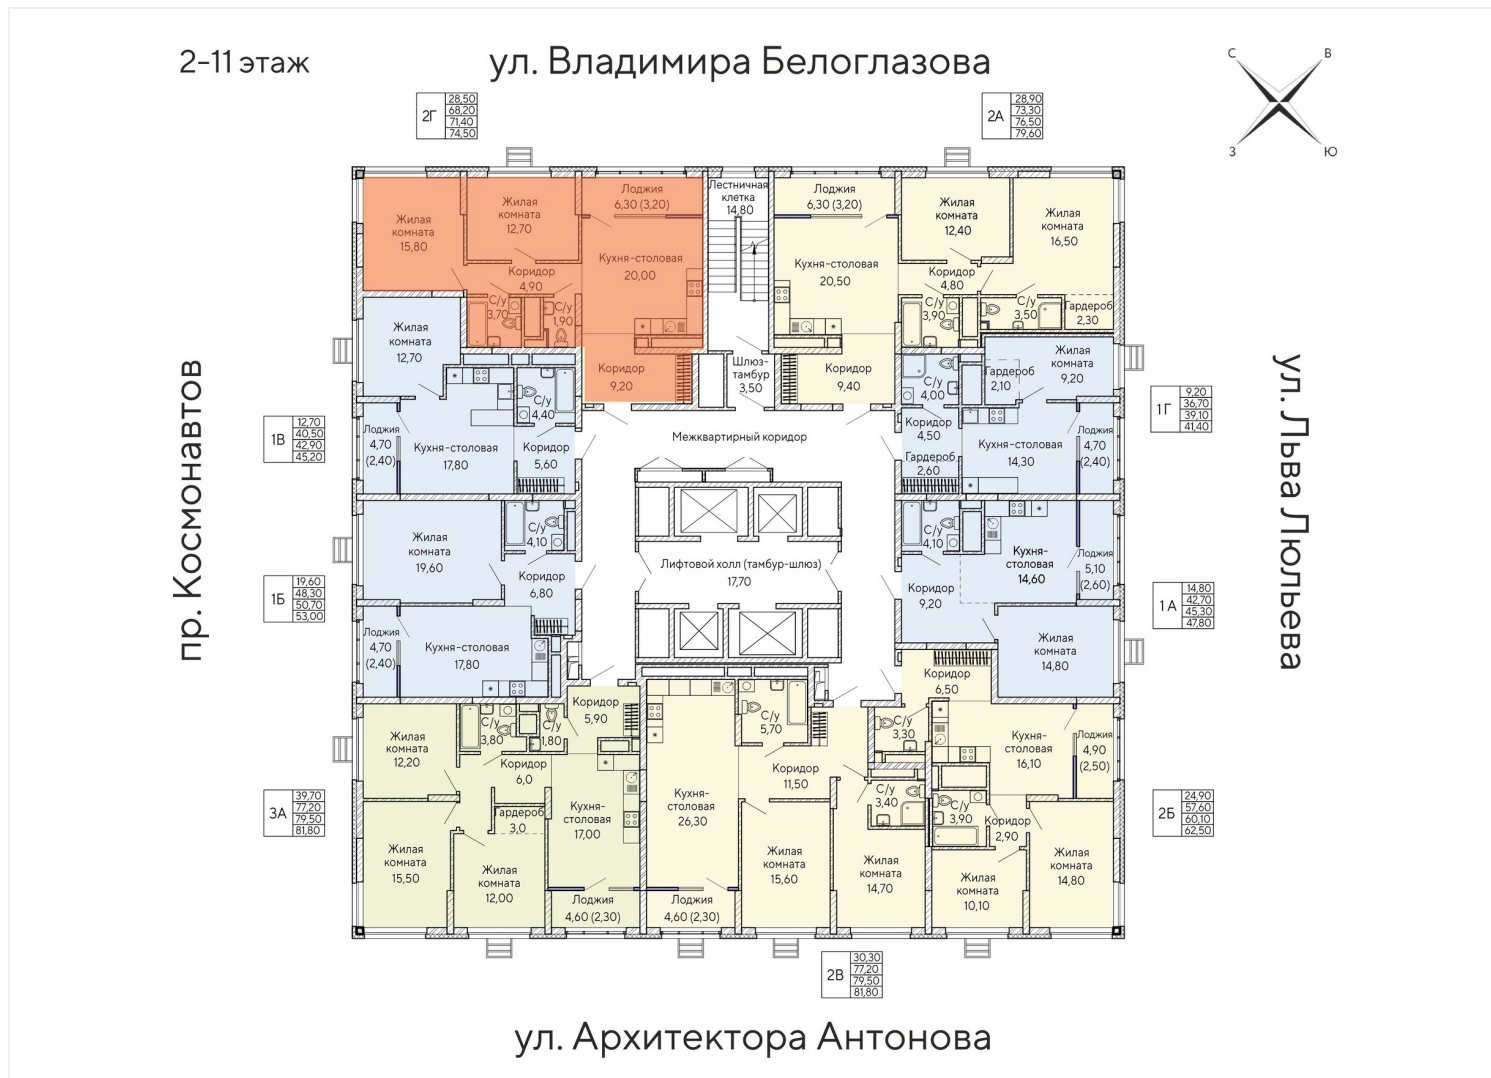 2-11 этаж
ул. Владимира Белоглазова
С
В
З
Ю
2Г
28,50
68,20
71,40
74,50
2А
28,90
73,30
76,50
79,60
Жилая
комната
15,80
Жилая
комната
12,70
Лоджия
6,30 (3,20)
Лестничная
клетка
14,80
Лоджия
6,30 (3,20)
Жилая
комната
12,40
Жилая
комната
16,50
Коридор
4,90
Кухня-столовая
20,00
Кухня-столовая
20,50
Коридор
4,80
С/у
3,70
С/у
1,90
С/у
3,90
С/у
3,50
Гардероб
2,30
Коридор
9,20
Шлюз-
тамбур
3,50
Коридор
9,40
Жилая
комната
12,70
С/у
4,40
Лоджия
4,70
(2,40)
Кухня-столовая
17,80
Коридор
5,60
Межквартирный коридор
С/у
4,00
Гардероб
2,10
Жилая
комната
9,20
Коридор
4,50
Гардероб
2,60
Кухня-столовая
14,30
Лоджия
4,70
(2,40)
1В
12,70
40,50
42,90
45,20
1Г
9,20
36,70
39,10
41,40
пр. Космонавтов
ул. Льва Люльева
Жилая
комната
19,60
С/у
4,10
Коридор
6,80
Лоджия
4,70
(2,40)
Кухня-столовая
17,80
Лифтовой холл (тамбур-шлюз)
17,70
С/у
4,10
Кухня-
столовая
14,60
Лоджия
5,10
(2,60)
Коридор
9,20
Жилая
комната
14,80
1Б
19,60
48,30
50,70
53,00
1А
14,80
42,70
45,30
47,80
Жилая
комната
12,20
С/у
3,80
С/у
1,80
Коридор
5,90
Коридор
6,0
Гардероб
3,0
Кухня-
столовая
17,00
Жилая
комната
15,50
Жилая
комната
12,00
Лоджия
4,60 (2,30)
3А
39,70
77,20
79,50
81,80
Кухня-
столовая
26,30
С/у
5,70
Коридор
11,50
С/у
3,40
Жилая
комната
15,60
Жилая
комната
14,70
Лоджия
4,60 (2,30)
Коридор
6,50
С/у
3,30
Кухня-
столовая
16,10
Лоджия
4,90
(2,50)
С/у
3,90
Коридор
2,90
Жилая
комната
10,10
Жилая
комната
14,80
2Б
24,90
57,60
60,10
62,50
2В
30,30
77,20
79,50
81,80
ул. Архитектора Антонова